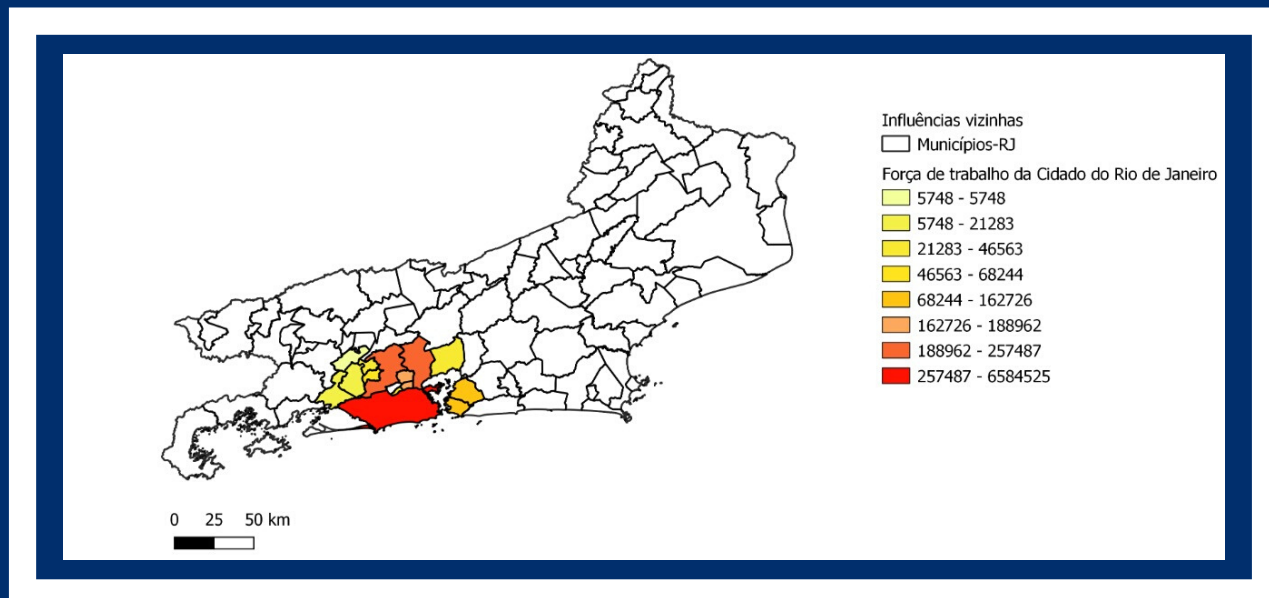 Influências vizinhas
Municípios-RJ
Força de trabalho da Cidado do Rio de Janeiro
5748 - 5748
5748 - 21283
21283 - 46563
46563 - 68244
68244 - 162726
162726 - 188962
188962 - 257487
257487 - 6584525
0 25 50 km